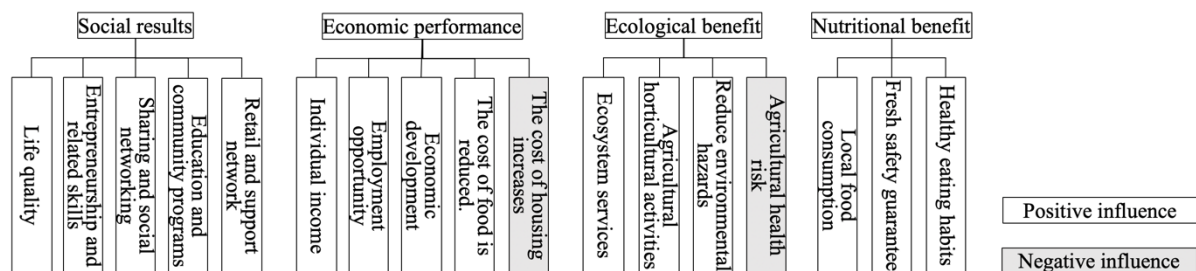 Social results
Economic performance
Ecological benefit
Nutritional benefit
Life quality
Entrepreneurship and
related skills
Sharing and social
networking
Education and
community programs
Retail and support
network
Individual income
Employment
opportunity
Economic
development
The cost of food is
reduced.
The cost of housing
increases
Ecosystem services
Agricultural
horticultural activities
Reduce environmental
hazards
Agricultural health
risk
Local food
consumption
Fresh safety guarantee
Healthy eating habits
Positive influence
Negative influence